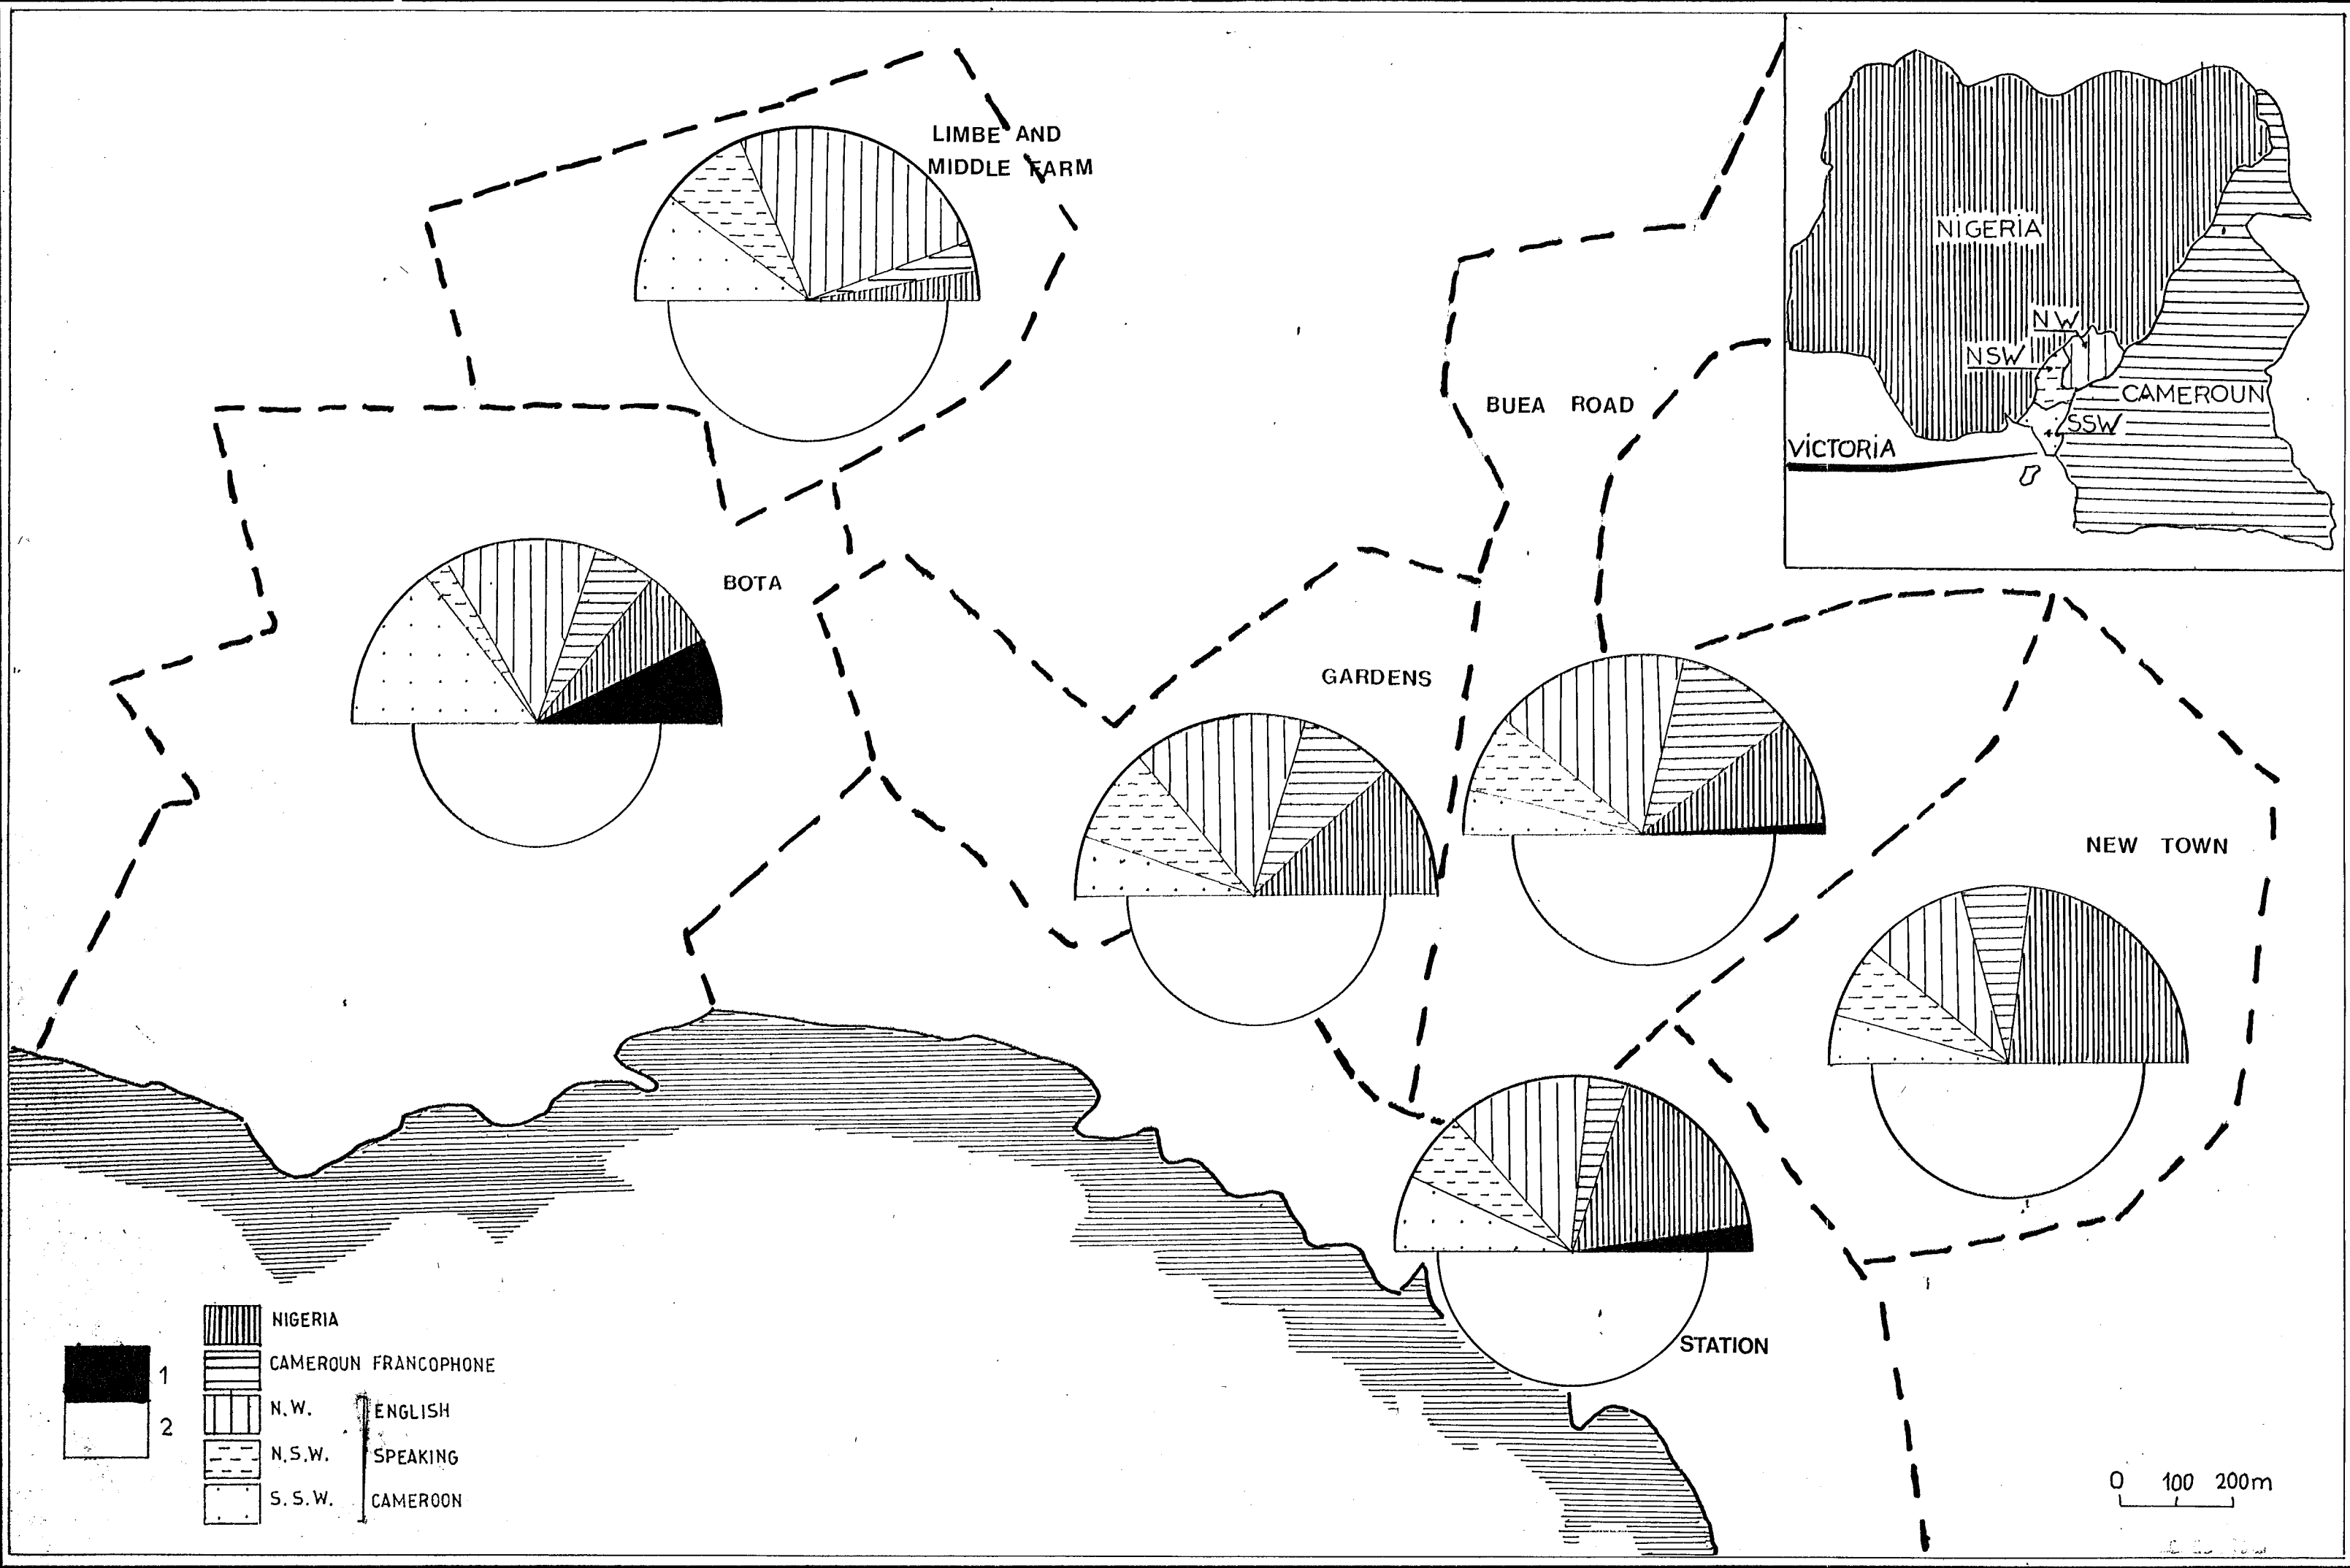 LIMBE AND
MIDDLE FARM
NiGERiA
NW
NSW
CAMEROUN
SSW
VICTORiA
BUEA ROAD
BOTA
GARDENS
NEW TOWN
STATION
1
2
NIGERIA
CAMEROUN FRANCOPHONE
N.W.
N.S.W.
S.S.W.
ENGLISH
SPEAKING
CAMEROON
0 100 200m